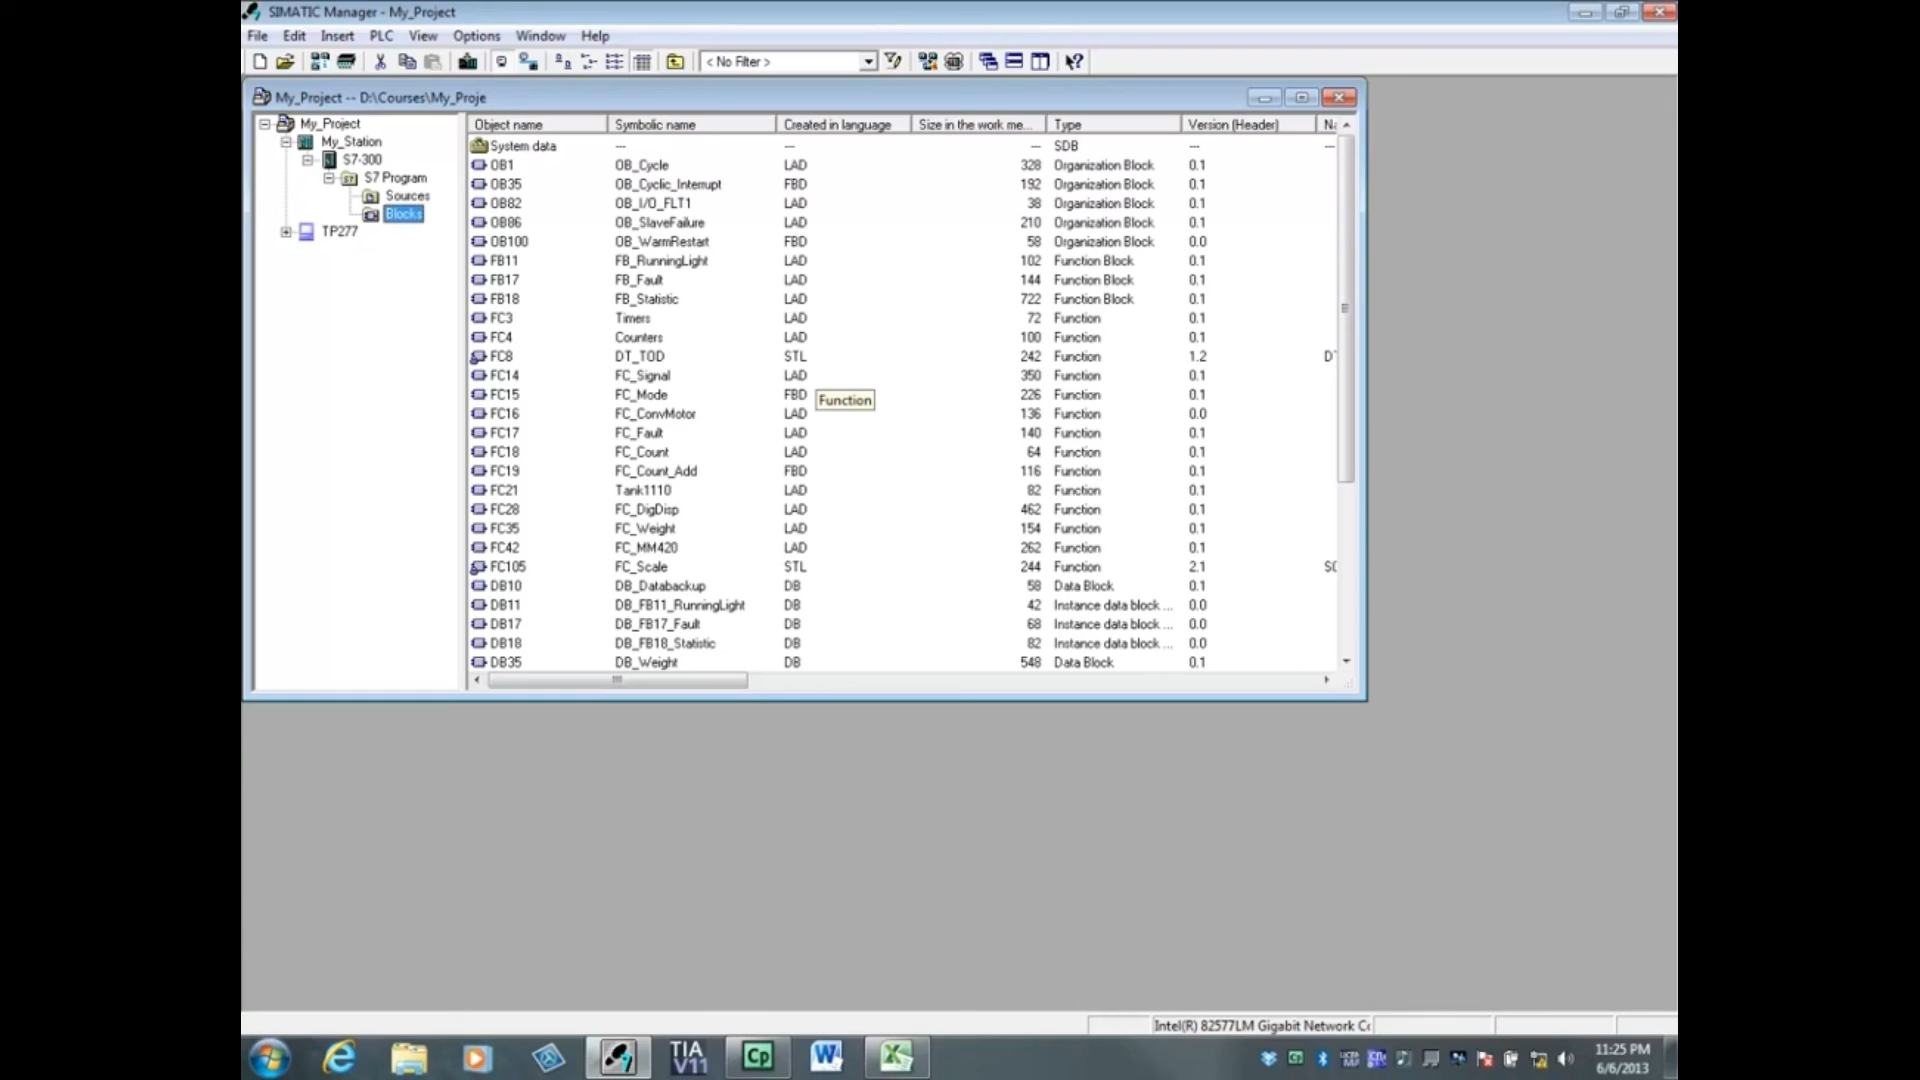 SIMATIC Manager - My_Project
File Edit Insert PLC View Options Window Help
< No Filter >
My_Project -- D:\Courses\My_Proje
My_Project
My_Station
S7-300
S7 Program
Sources
Blocks
TP277
Object name Symbolic name Created in language Size in the work me... Type Version (Header)
System data --- --- --- SDB --- ---
OB1 OB_Cycle LAD 328 Organization Block 0.1
OB35 OB_Cyclic_Interrupt FBD 192 Organization Block 0.1
OB82 OB_I/O_FLT1 LAD 38 Organization Block 0.1
OB86 OB_SlaveFailure LAD 210 Organization Block 0.1
OB100 OB_WarmRestart FBD 58 Organization Block 0.0
FB11 FB_RunningLight LAD 102 Function Block 0.1
FB17 FB_Fault LAD 144 Function Block 0.1
FB18 FB_Statistic LAD 722 Function Block 0.1
FC3 Timers LAD 72 Function 0.1
FC4 Counters LAD 100 Function 0.1
FC8 DT_TOD STL 242 Function 1.2
FC14 FC_Signal LAD 350 Function 0.1
FC15 FC_Mode FBD 226 Function 0.1
Function
FC16 FC_ConvMotor LAD 136 Function 0.0
FC17 FC_Fault LAD 140 Function 0.1
FC18 FC_Count LAD 64 Function 0.1
FC19 FC_Count_Add FBD 116 Function 0.1
FC21 Tank1110 LAD 82 Function 0.1
FC28 FC_DigDisp LAD 462 Function 0.1
FC35 FC_Weight LAD 154 Function 0.1
FC42 FC_MM420 LAD 262 Function 0.1
FC105 FC_Scale STL 244 Function 2.1
DB10 DB_Databackup DB 58 Data Block 0.1
DB11 DB_FB11_RunningLight DB 42 Instance data block ... 0.0
DB17 DB_FB17_Fault DB 68 Instance data block ... 0.0
DB18 DB_FB18_Statistic DB 82 Instance data block ... 0.0
DB35 DB_Weight DB 548 Data Block 0.1
Intel(R) 82577LM Gigabit Network Cc
TIA V11
Cp
11:25 PM
6/6/2013